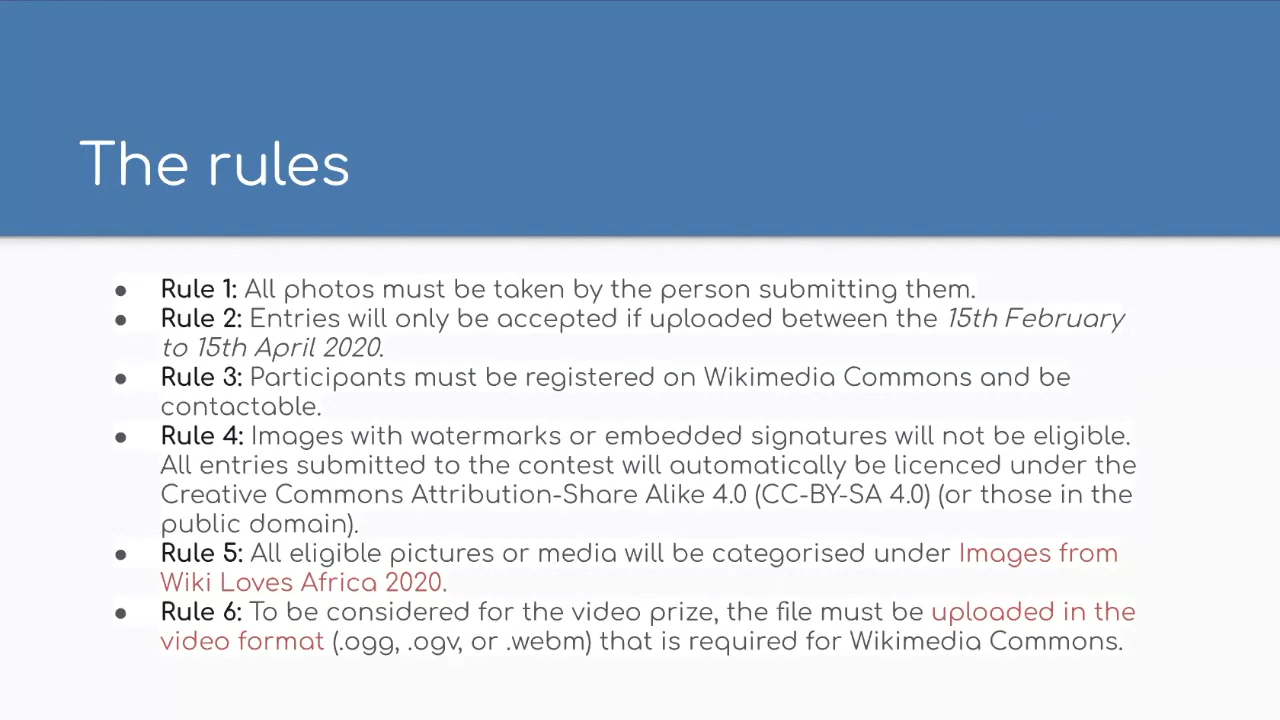 The rules
● Rule 1: All photos must be taken by the person submitting them.
● Rule 2: Entries will only be accepted if uploaded between the 15th February
to 15th April 2020.
● Rule 3: Participants must be registered on Wikimedia Commons and be
contactable.
● Rule 4: Images with watermarks or embedded signatures will not be eligible.
All entries submitted to the contest will automatically be licenced under the
Creative Commons Attribution-Share Alike 4.0 (CC-BY-SA 4.0) (or those in the
public domain).
● Rule 5: All eligible pictures or media will be categorised under Images from
Wiki Loves Africa 2020.
● Rule 6: To be considered for the video prize, the file must be uploaded in the
video format (.ogg, .ogv, or .webm) that is required for Wikimedia Commons.